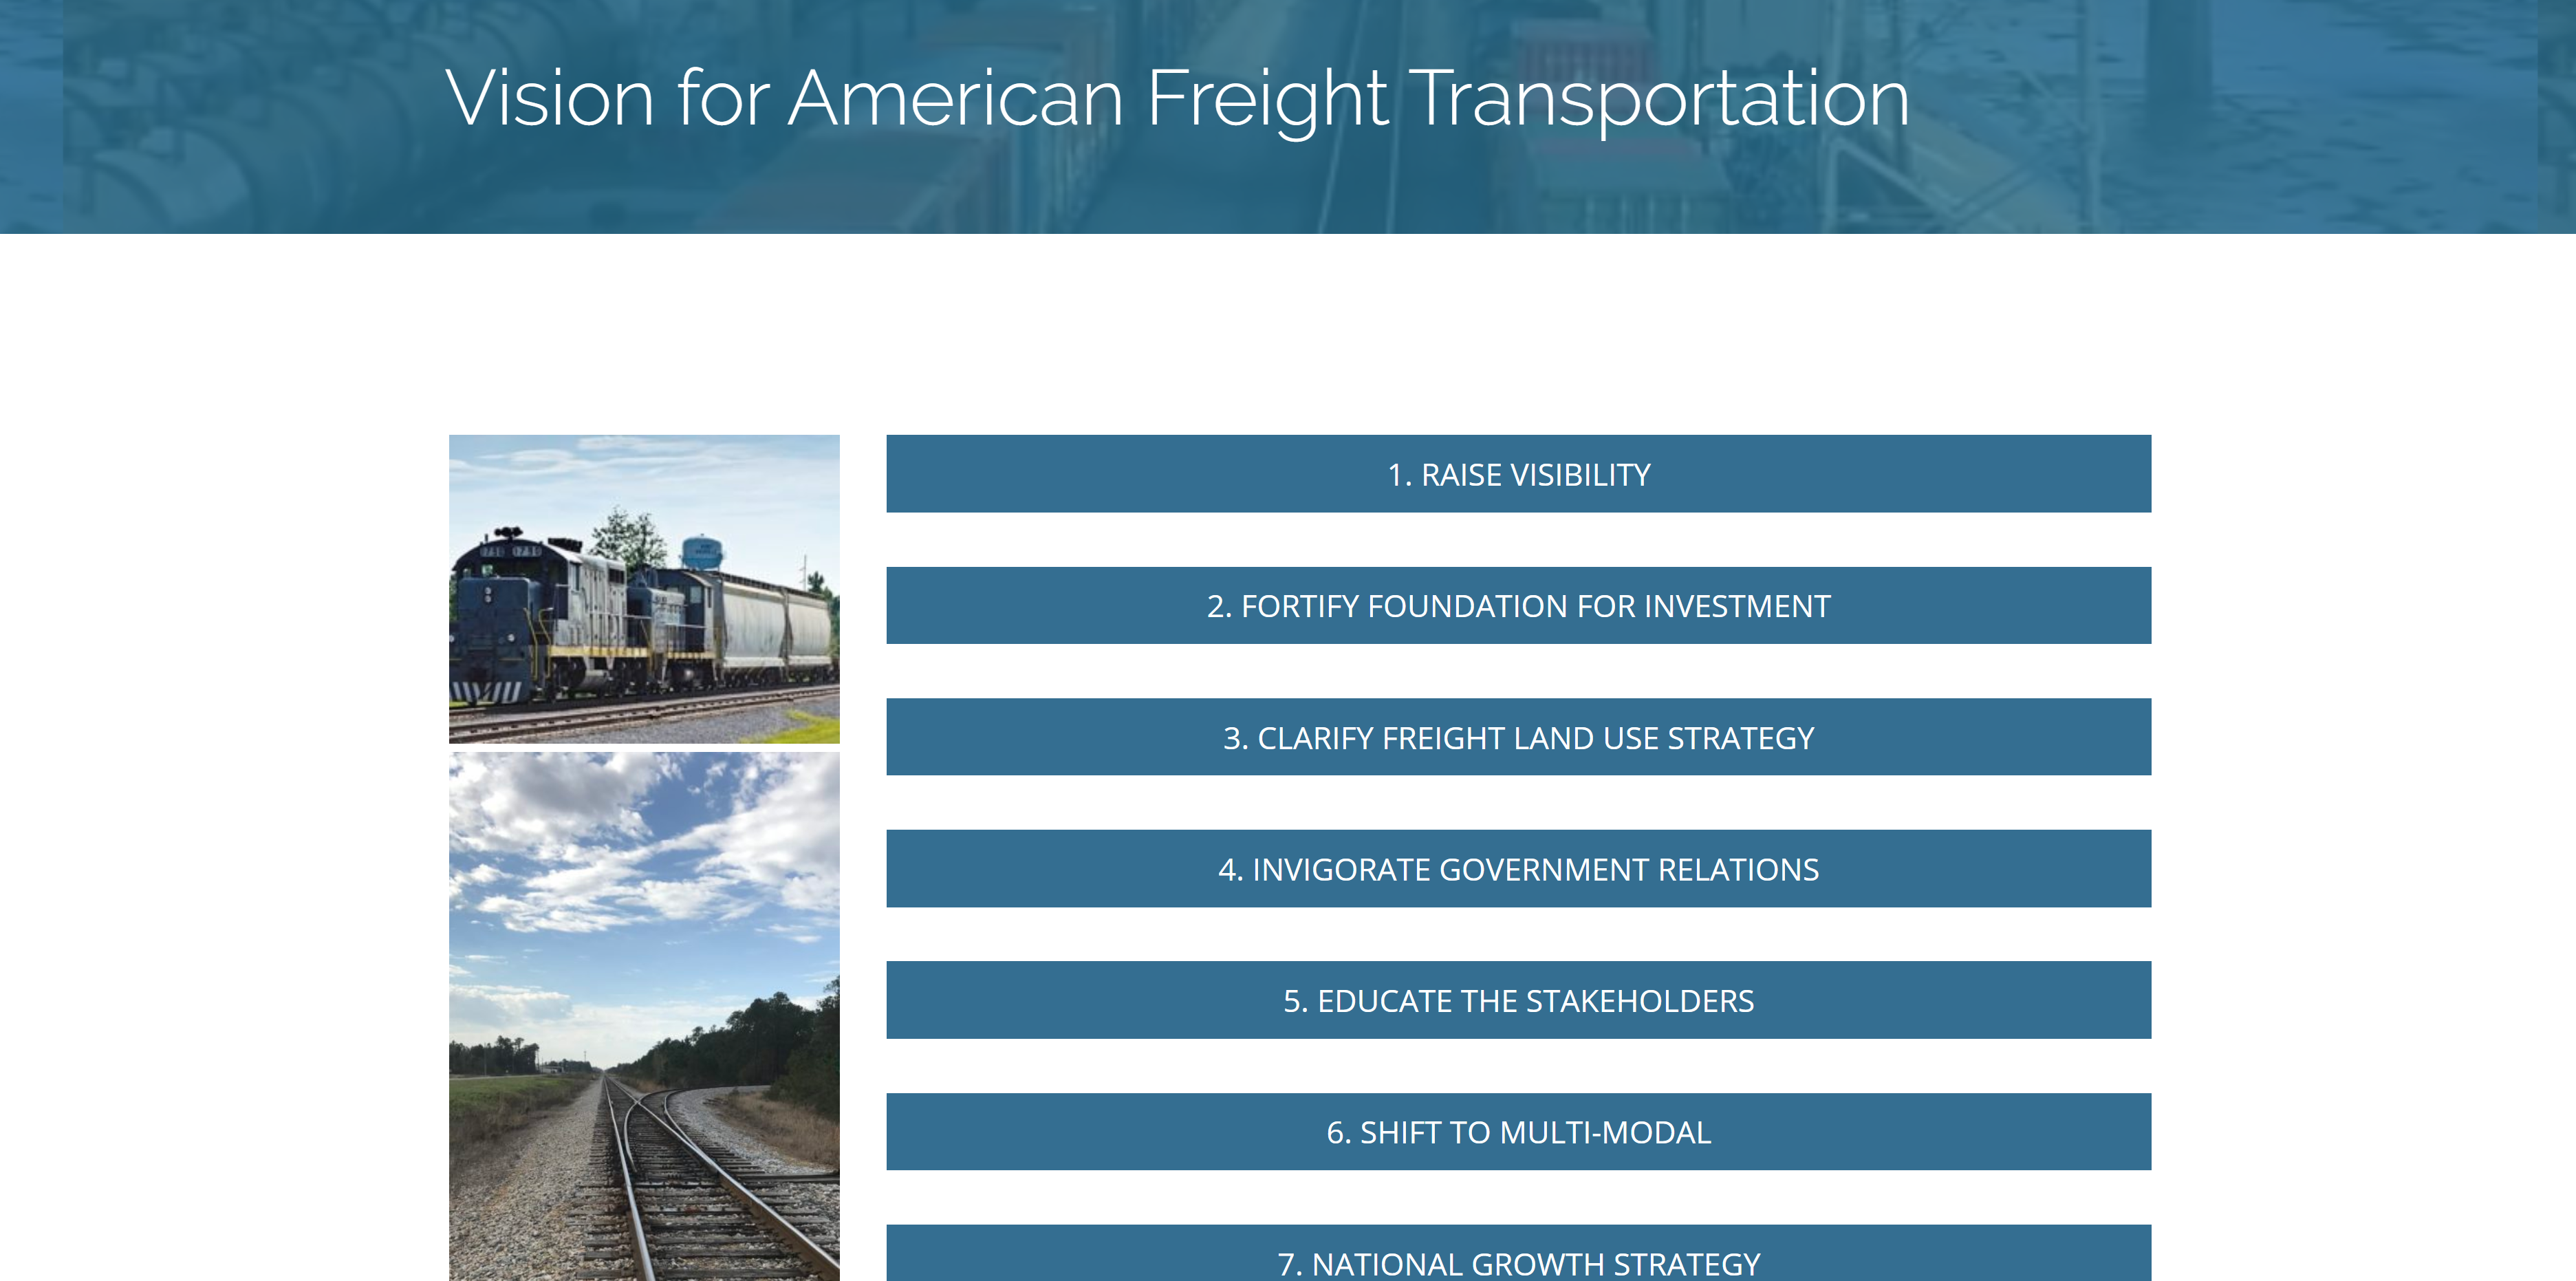 Vision for American Freight Transportation
1. RAISE VISIBILITY
2. FORTIFY FOUNDATION FOR INVESTMENT
3. CLARIFY FREIGHT LAND USE STRATEGY
4. INVIGORATE GOVERNMENT RELATIONS
5. EDUCATE THE STAKEHOLDERS
6. SHIFT TO MULTI-MODAL
7. NATIONAL GROWTH STRATEGY